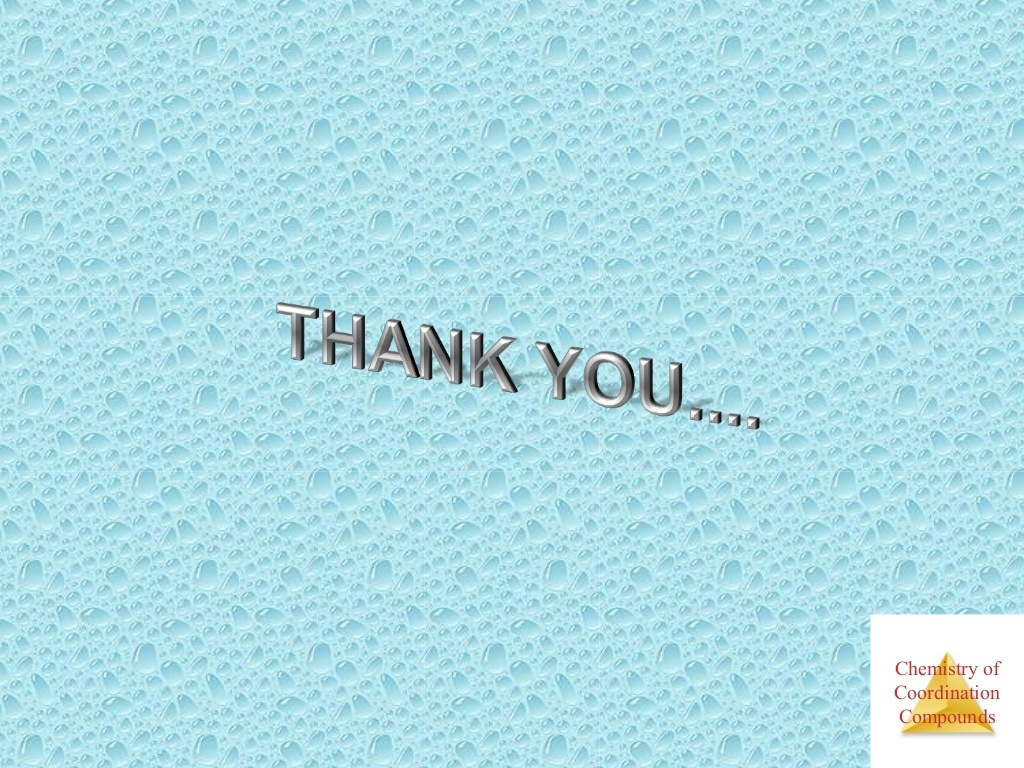 THANK YOU....
Chemistry of
Coordination
Compounds